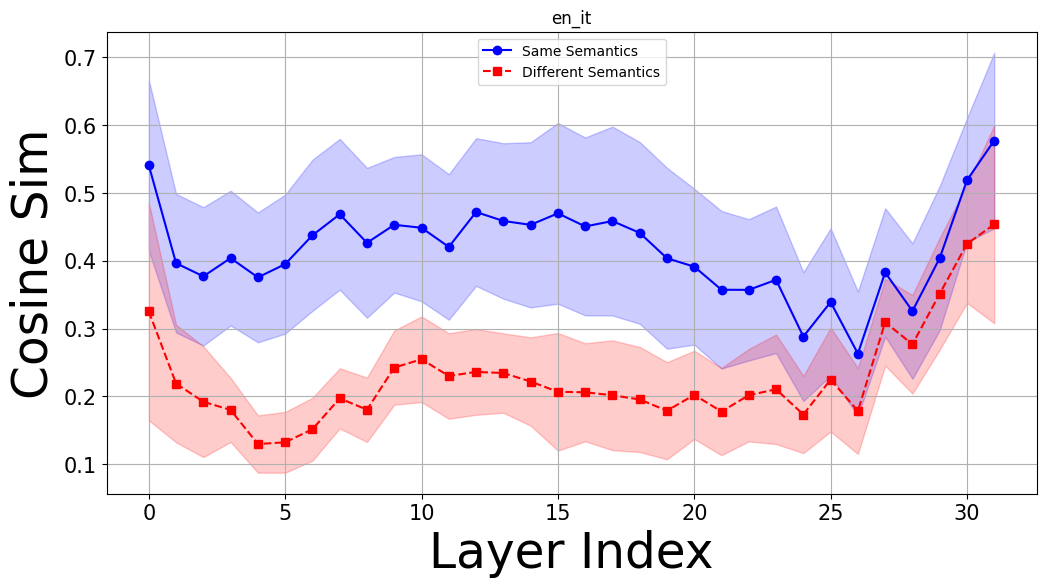 en_it
Same Semantics
Different Semantics
Cosine Sim
0.7
0.6
0.5
0.4
0.3
0.2
0.1
0 5 10 15 20 25 30
Layer Index